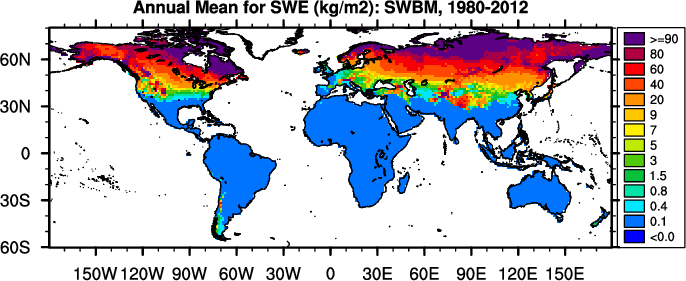 Annual Mean for SWE (kg/m2): SWBM, 1980-2012
60N
30N
0
30S
60S
150W 120W 90W 60W 30W 0 30E 60E 90E 120E 150E
>=90
80
60
40
20
9
7
5
3
1.5
0.8
0.4
0.1
<0.0